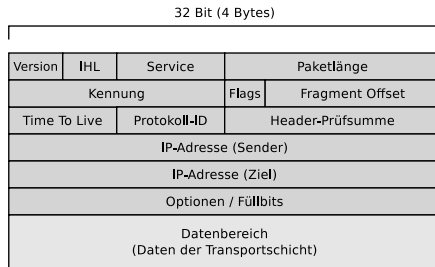 32 Bit (4 Bytes)
Version IHL Service Paketlänge
Kennung Flags Fragment Offset
Time To Live Protokoll-ID Header-Prüfsumme
IP-Adresse (Sender)
IP-Adresse (Ziel)
Optionen / Füllbits
Datenbereich
(Daten der Transportschicht)